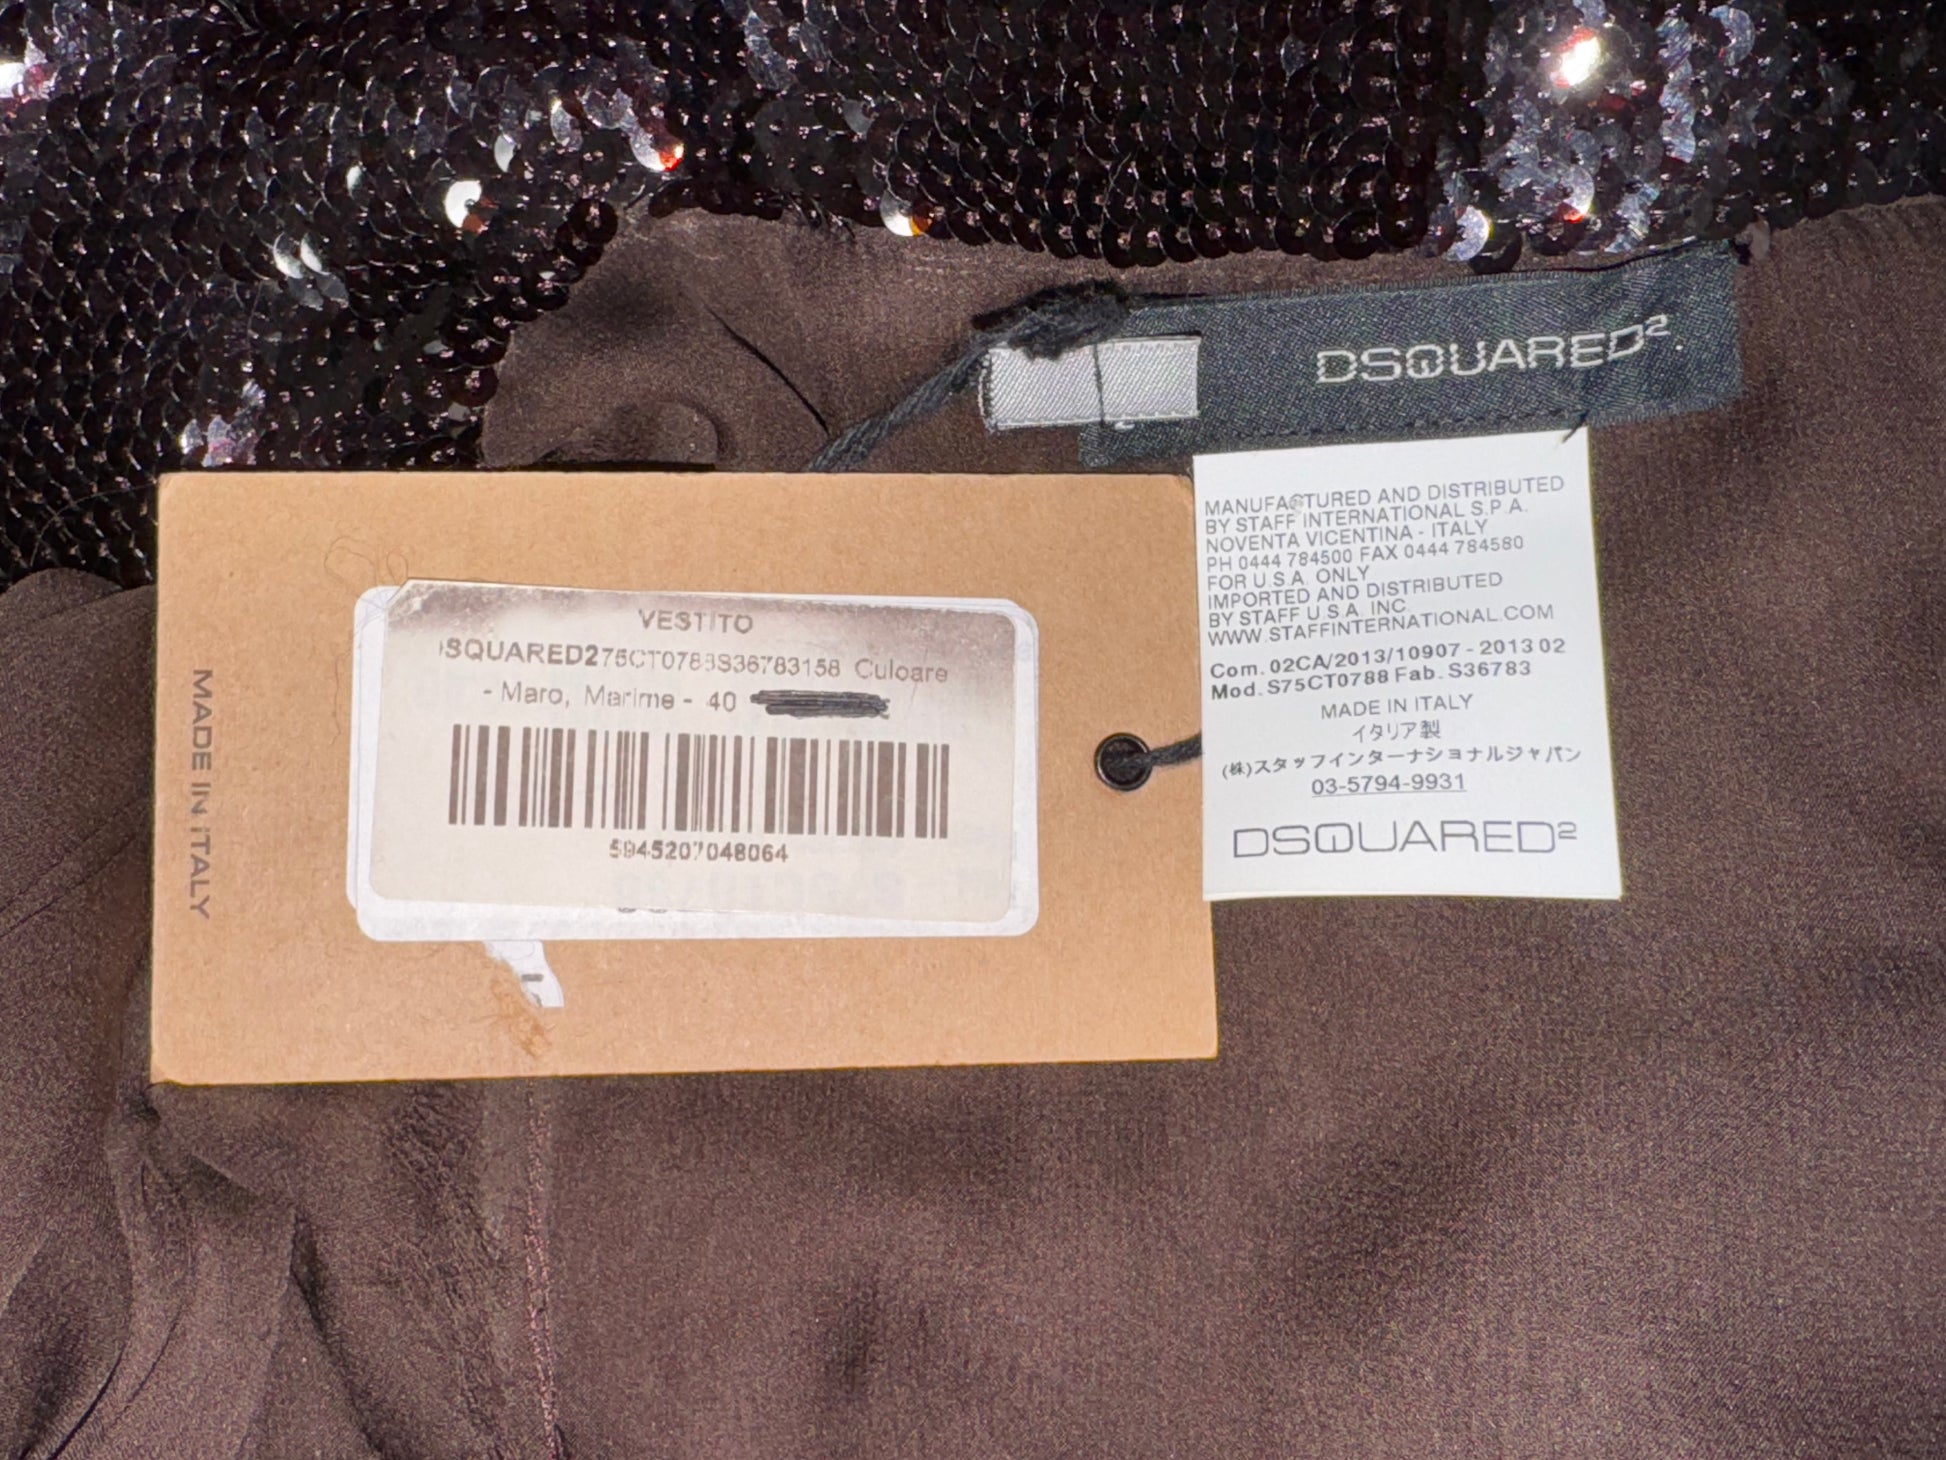 DSQUARED2
MANUFACTURED AND DISTRIBUTED
BY STAFF INTERNATIONAL S.P.A.
NOVENTA VICENTINA - ITALY
PH 0444 784500 FAX 0444 784580
FOR U.S.A. ONLY
IMPORTED AND DISTRIBUTED
BY STAFF U.S.A. INC.
WWW.STAFFINTERNATIONAL.COM
Com. 02CA/2013/10907 - 2013 02
Mod. S75CT0788 Fab. S36783
MADE IN ITALY
イタリア製
(株)スタッフインターナショナルジャパン
03-5794-9931
DSQUARED2
VESTITO
SQUARED275CT0788S36783158 Culoare
- Maro, Marime - 40
5945207048064
MADE IN ITALY